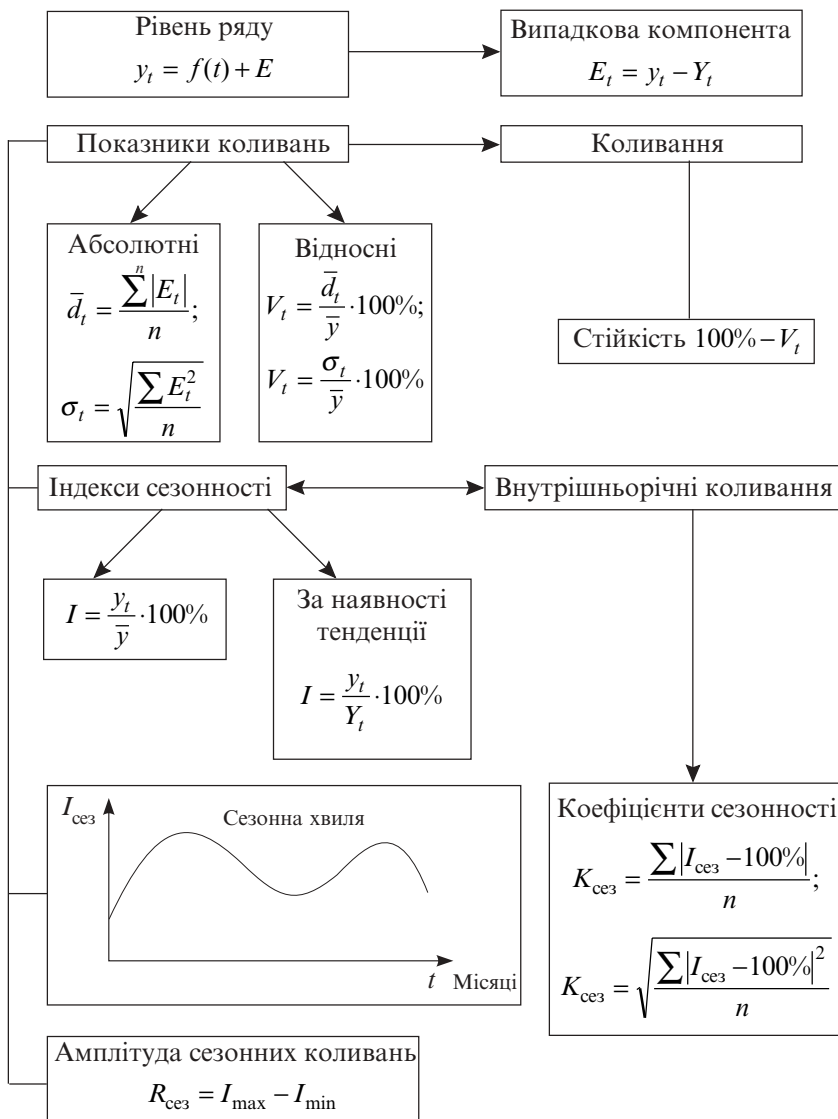 Рівень ряду
y_t = f(t) + E
Випадкова компонента
E_t = y_t − Y_t
Показники коливань
Коливання
Абсолютні
d̅_t = ∑^n |E_t| / n;
σ_t = √(∑ E_t² / n)
Відносні
V_t = d̅_t / y̅ · 100%;
V_t = σ_t / y̅ · 100%
Стійкість 100% − V_t
Індекси сезонності
Внутрішньорічні коливання
I = y_t / y̅ · 100%
За наявності
тенденції
I = y_t / Y_t · 100%
I_сез
Сезонна хвиля
t Місяці
Коефіцієнти сезонності
K_сез = ∑ |I_сез − 100%| / n;
K_сез = √(∑ |I_сез − 100%|² / n)
Амплітуда сезонних коливань
R_сез = I_max − I_min